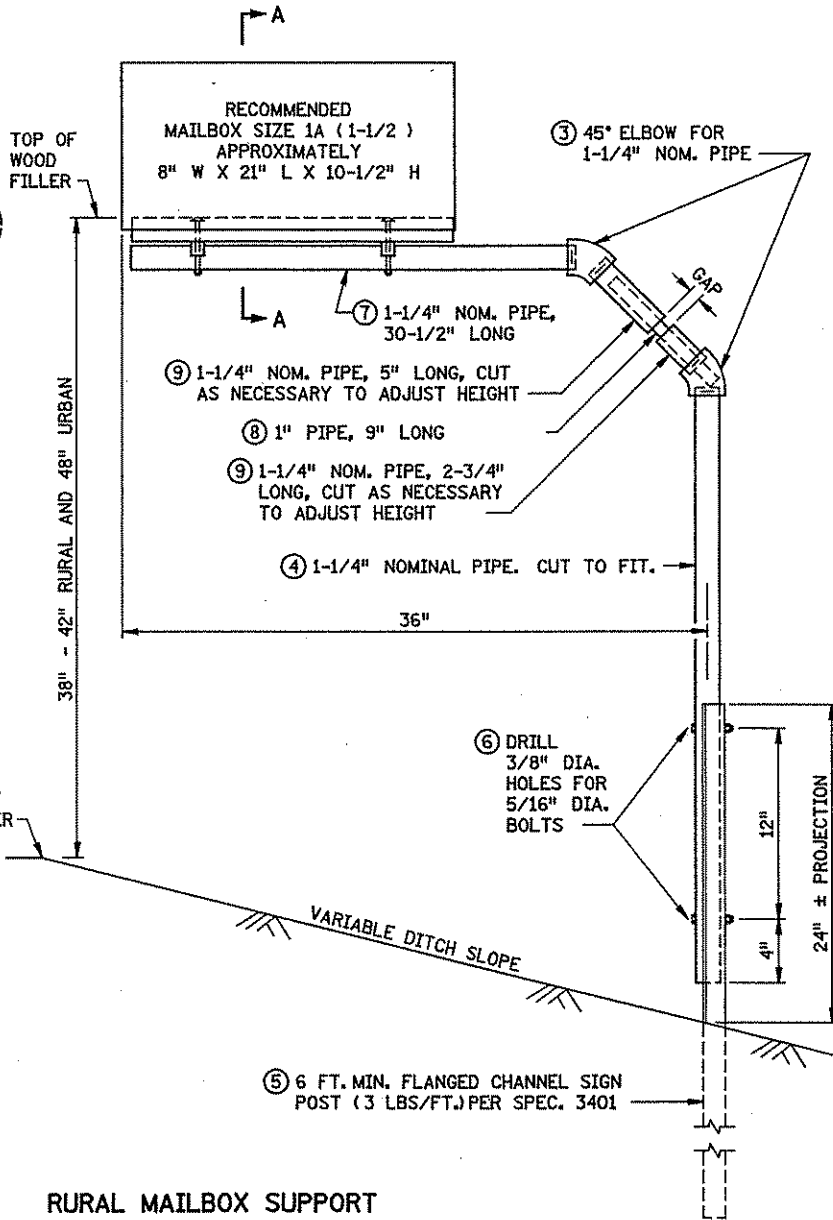 A A
RECOMMENDED
MAILBOX SIZE 1A (1-1/2 )
APPROXIMATELY
8" W X 21" L X 10-1/2" H
TOP OF
WOOD
FILLER
③ 45° ELBOW FOR
1-1/4" NOM. PIPE
GAP
A
⑦ 1-1/4" NOM. PIPE,
30-1/2" LONG
⑨ 1-1/4" NOM. PIPE, 5" LONG, CUT
AS NECESSARY TO ADJUST HEIGHT
⑧ 1" PIPE, 9" LONG
⑨ 1-1/4" NOM. PIPE, 2-3/4"
LONG, CUT AS NECESSARY
TO ADJUST HEIGHT
④ 1-1/4" NOMINAL PIPE. CUT TO FIT.
38" - 42" RURAL AND 48" URBAN
36"
⑥ DRILL
3/8" DIA.
HOLES FOR
5/16" DIA.
BOLTS
12"
4"
24" ± PROJECTION
VARIABLE DITCH SLOPE
⑤ 6 FT. MIN. FLANGED CHANNEL SIGN
POST (3 LBS/FT.) PER SPEC. 3401
RURAL MAILBOX SUPPORT